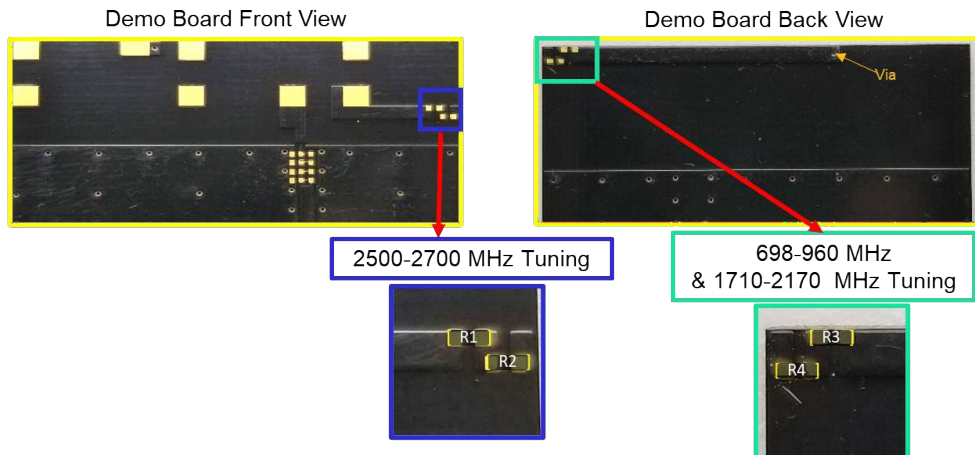 Demo Board Front View
Demo Board Back View
Via
2500-2700 MHz Tuning
698-960 MHz
& 1710-2170 MHz Tuning
R1
R2
R3
R4